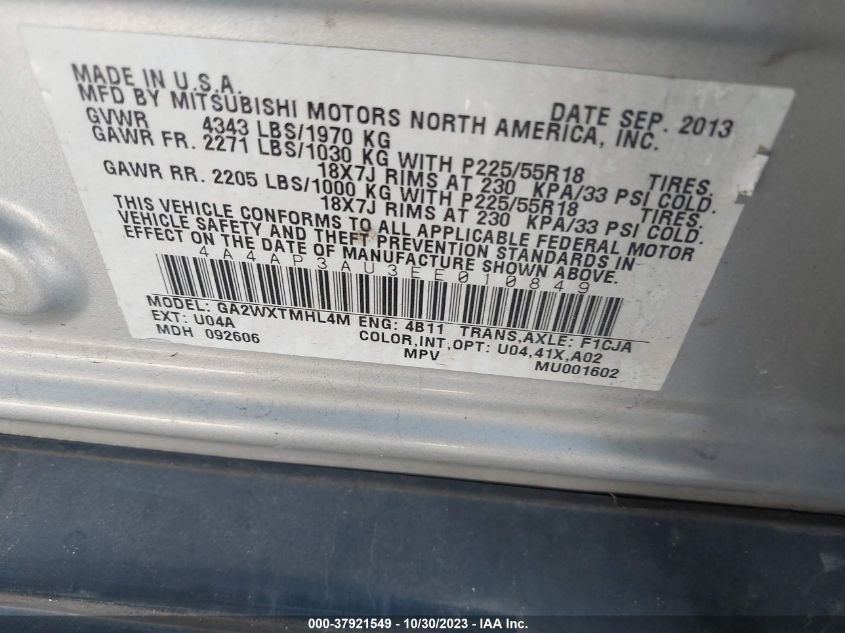 MADE IN U.S.A. DATE SEP. 2013
MFD BY MITSUBISHI MOTORS NORTH AMERICA, INC.
GVWR 4343 LBS/1970 KG
GAWR FR. 2271 LBS/1030 KG WITH P225/55R18 TIRES,
18X7J RIMS AT 230 KPA/33 PSI COLD.
GAWR RR. 2205 LBS/1000 KG WITH P225/55R18 TIRES,
18X7J RIMS AT 230 KPA/33 PSI COLD.
THIS VEHICLE CONFORMS TO ALL APPLICABLE FEDERAL MOTOR
VEHICLE SAFETY AND THEFT PREVENTION STANDARDS IN
EFFECT ON THE DATE OF MANUFACTURE SHOWN ABOVE.
4A4AP3AU3EE010849
MODEL: GA2WXTMHL4M ENG: 4B11 TRANS,AXLE: F1CJA
EXT: U04A COLOR,INT,OPT: U04,41X,A02
MDH 092606 MPV MU001602
000-37921549 - 10/30/2023 - IAA Inc.